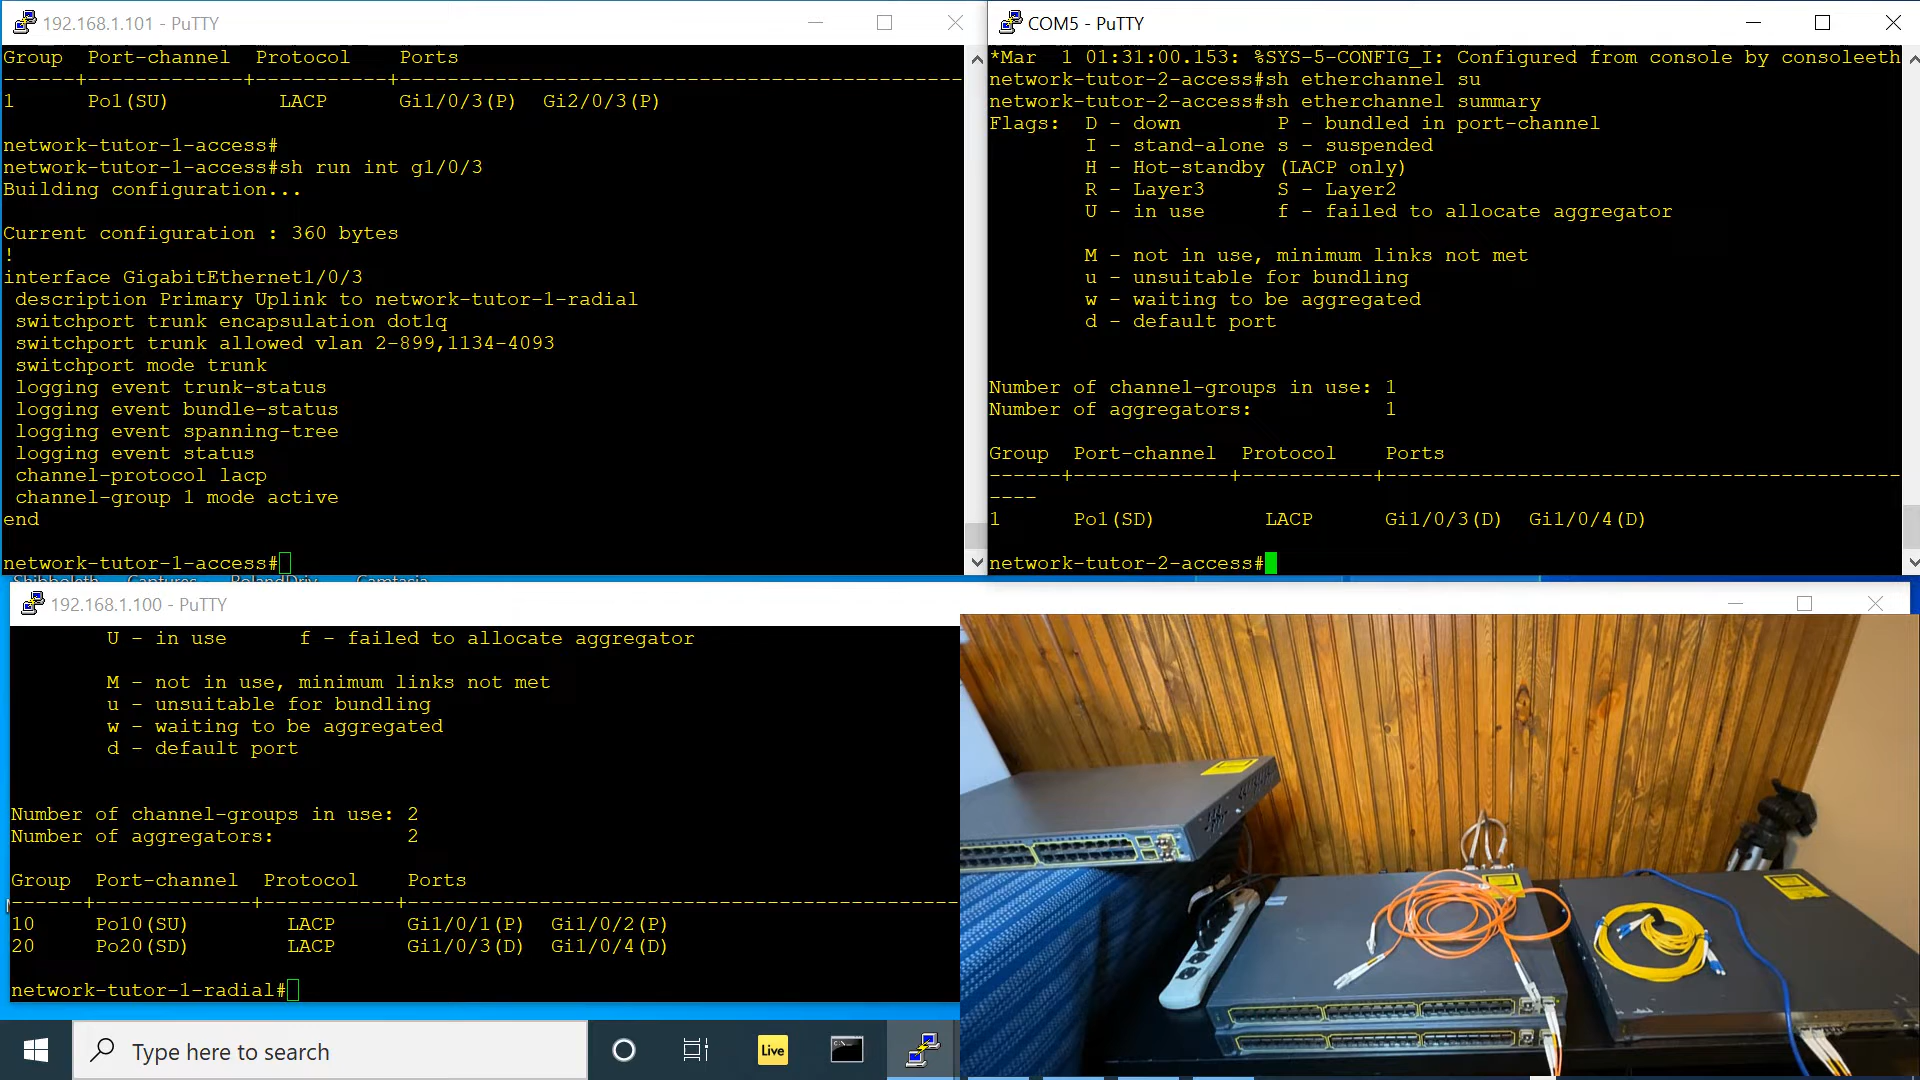 192.168.1.101 - PuTTY
Group  Port-channel  Protocol    Ports
------+-------------+-----------+-----------------------------------------------
1      Po1(SU)         LACP      Gi1/0/3(P)  Gi2/0/3(P)
network-tutor-1-access#
network-tutor-1-access#sh run int g1/0/3
Building configuration...
Current configuration : 360 bytes
!
interface GigabitEthernet1/0/3
description Primary Uplink to network-tutor-1-radial
switchport trunk encapsulation dot1q
switchport trunk allowed vlan 2-899,1134-4093
switchport mode trunk
logging event trunk-status
logging event bundle-status
logging event spanning-tree
logging event status
channel-protocol lacp
channel-group 1 mode active
end
network-tutor-1-access#
COM5 - PuTTY
*Mar  1 01:31:00.153: %SYS-5-CONFIG_I: Configured from console by consoleeth
network-tutor-2-access#sh etherchannel su
network-tutor-2-access#sh etherchannel summary
Flags:  D - down        P - bundled in port-channel
I - stand-alone s - suspended
H - Hot-standby (LACP only)
R - Layer3      S - Layer2
U - in use      f - failed to allocate aggregator
M - not in use, minimum links not met
u - unsuitable for bundling
w - waiting to be aggregated
d - default port
Number of channel-groups in use: 1
Number of aggregators:           1
Group  Port-channel  Protocol    Ports
------+-------------+-----------+-------------------------------------------
----
1      Po1(SD)         LACP      Gi1/0/3(D)  Gi1/0/4(D)
network-tutor-2-access#
Shibboleth  Captures  RolandDriv  Camtasia
192.168.1.100 - PuTTY
U - in use      f - failed to allocate aggregator
M - not in use, minimum links not met
u - unsuitable for bundling
w - waiting to be aggregated
d - default port
Number of channel-groups in use: 2
Number of aggregators:           2
Group  Port-channel  Protocol    Ports
------+-------------+-----------+-----------------------------------------------
10     Po10(SU)        LACP      Gi1/0/1(P)  Gi1/0/2(P)
20     Po20(SD)        LACP      Gi1/0/3(D)  Gi1/0/4(D)
network-tutor-1-radial#
Type here to search
Live